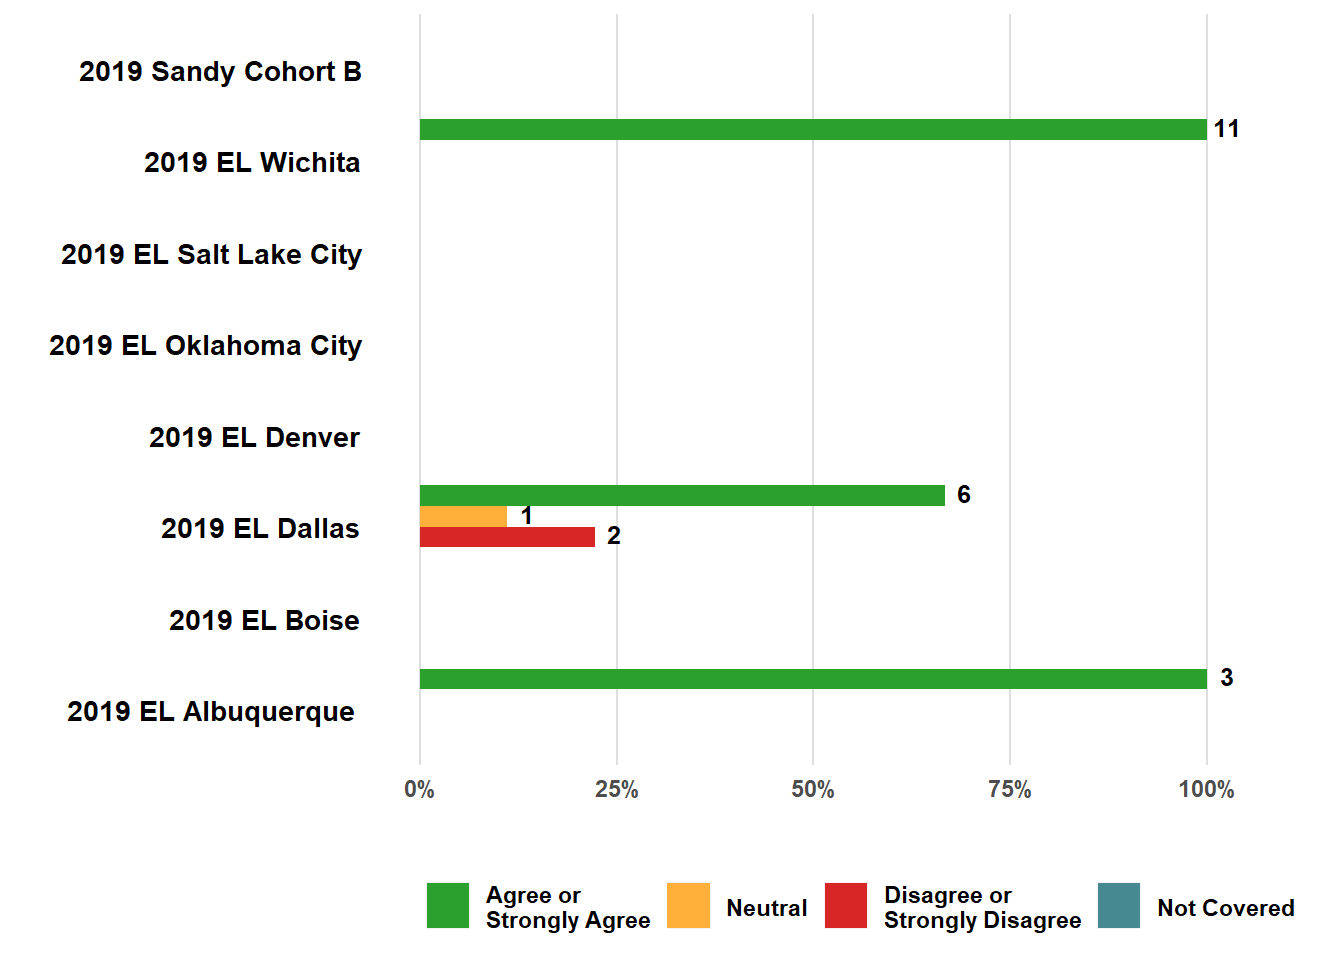 2019 Sandy Cohort B
11
2019 EL Wichita
2019 EL Salt Lake City
2019 EL Oklahoma City
2019 EL Denver
6
1
2019 EL Dallas
2
2019 EL Boise
3
2019 EL Albuquerque
0% 25% 50% 75% 100%
Agree or
Strongly Agree
Neutral
Disagree or
Strongly Disagree
Not Covered